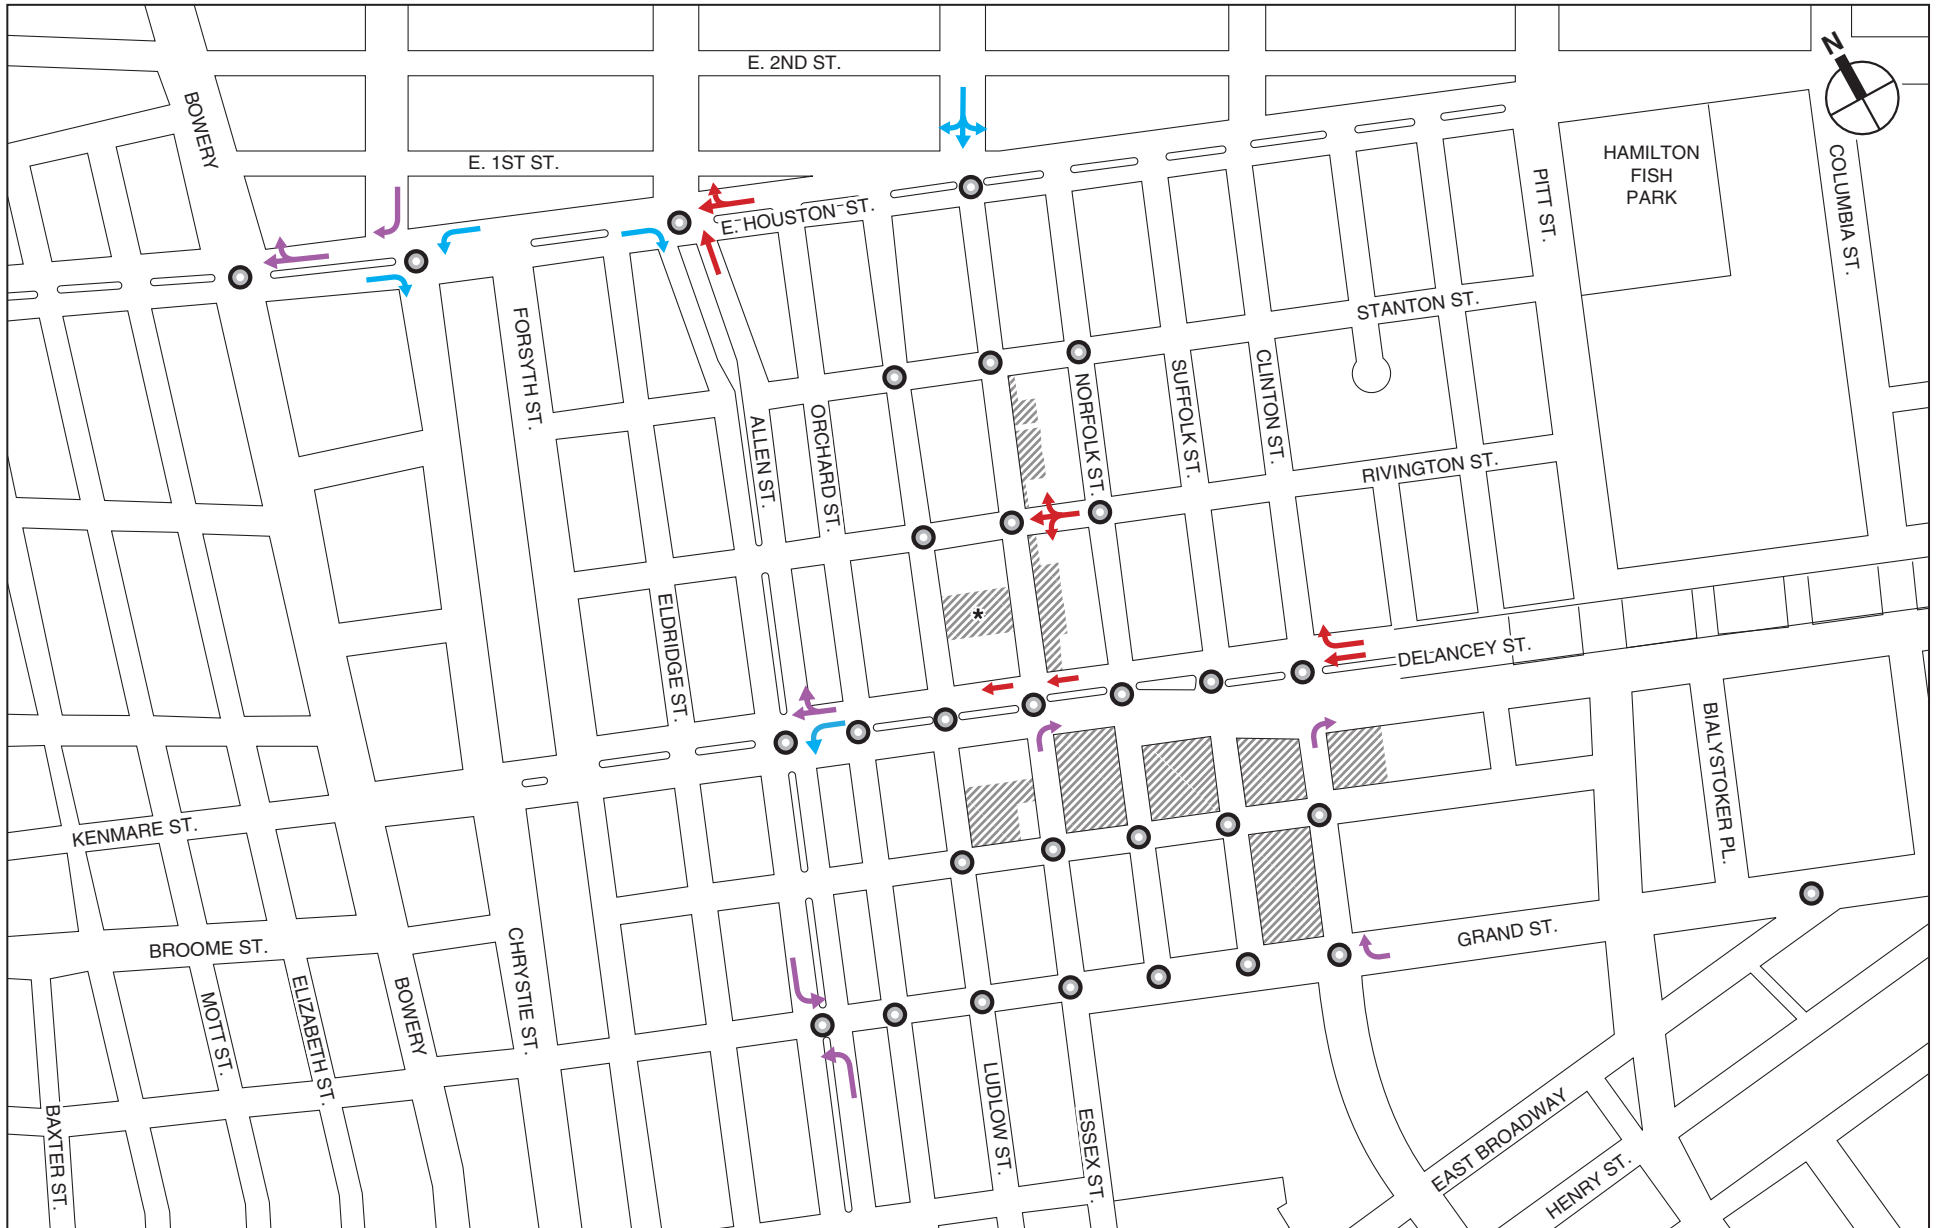 N
E. 2ND ST.
BOWERY
E. 1ST ST.
HAMILTON
FISH
PARK
COLUMBIA ST.
PITT ST.
E. HOUSTON ST.
STANTON ST.
FORSYTH ST.
ALLEN ST.
ORCHARD ST.
NORFOLK ST.
SUFFOLK ST.
CLINTON ST.
RIVINGTON ST.
ELDRIDGE ST.
*
DELANCEY ST.
BIALYSTOKER PL.
KENMARE ST.
BROOME ST.
GRAND ST.
MOTT ST.
ELIZABETH ST.
BOWERY
CHRYSTIE ST.
BAXTER ST.
LUDLOW ST.
ESSEX ST.
EAST BROADWAY
HENRY ST.